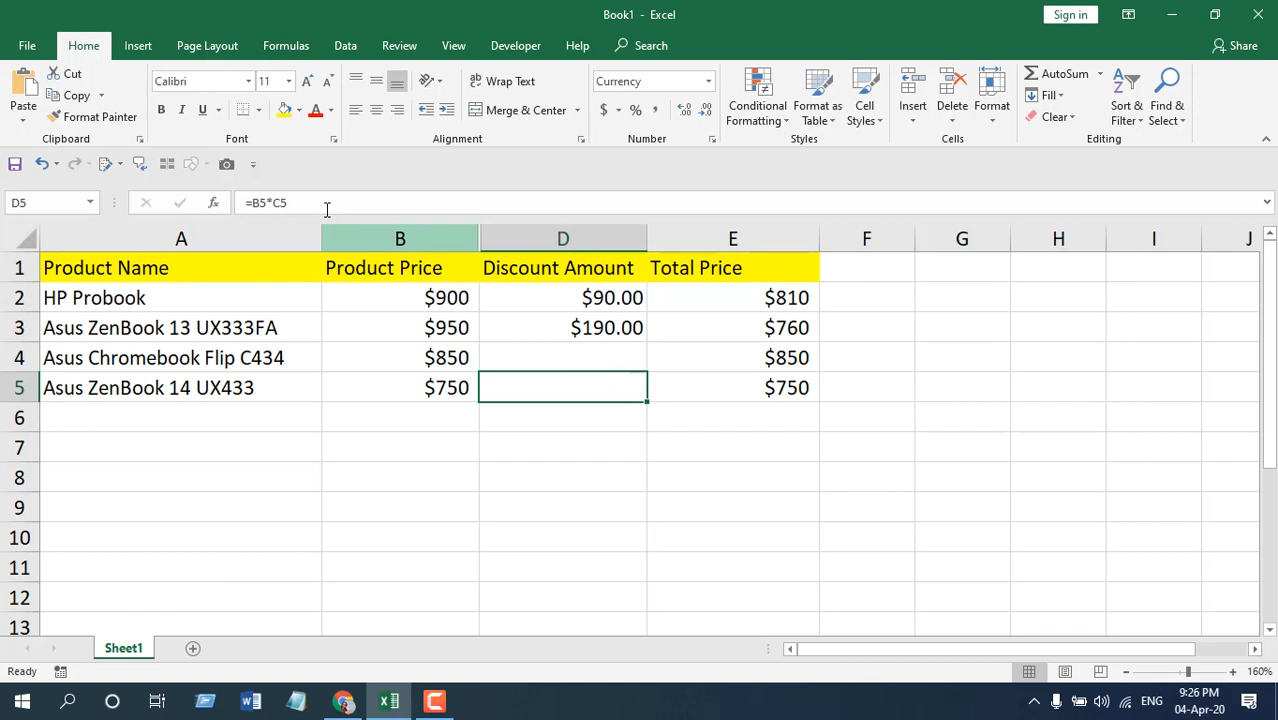 Book1 - Excel
Sign in
File Home Insert Page Layout Formulas Data Review View Developer Help Search Share
Paste
Cut
Copy
Format Painter
Clipboard
Calibri 11
B I U A
Font
Wrap Text
Merge & Center
Alignment
Currency
$ % ,
Number
Conditional Formatting
Format as Table
Cell Styles
Styles
Insert Delete Format
Cells
AutoSum
Fill
Clear
Sort & Filter
Find & Select
Editing
D5 fx =B5*C5
A B D E F G H I J
1 Product Name Product Price Discount Amount Total Price
2 HP Probook $900 $90.00 $810
3 Asus ZenBook 13 UX333FA $950 $190.00 $760
4 Asus Chromebook Flip C434 $850 $850
5 Asus ZenBook 14 UX433 $750 $750
6
7
8
9
10
11
12
13
Sheet1
Ready 160%
ENG
9:26 PM
04-Apr-20